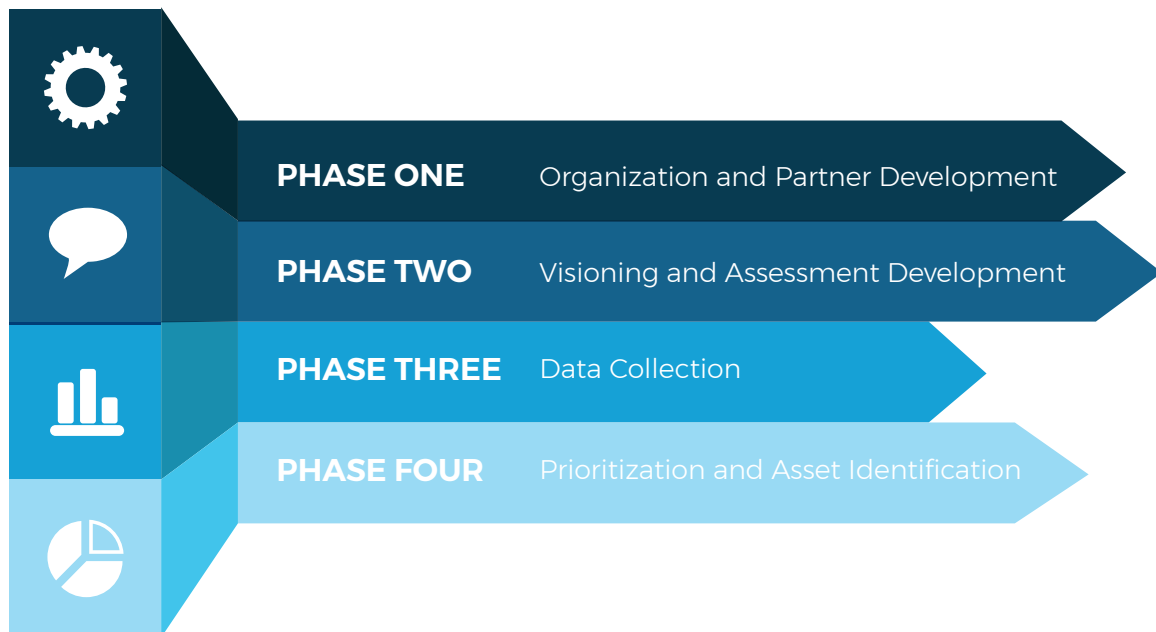 PHASE ONE Organization and Partner Development
PHASE TWO Visioning and Assessment Development
PHASE THREE Data Collection
PHASE FOUR Prioritization and Asset Identification